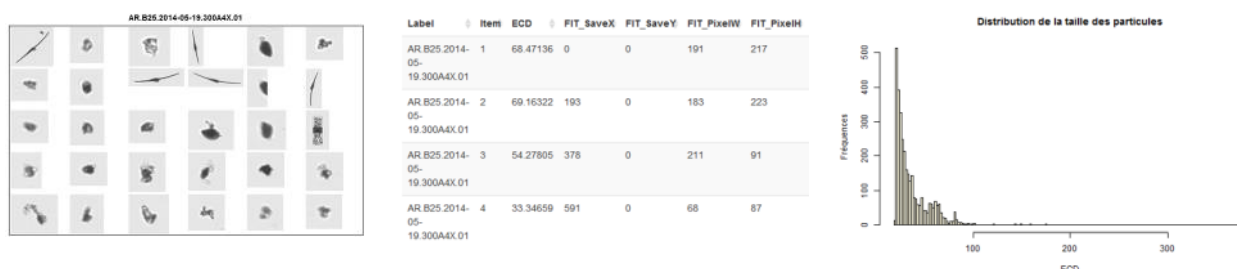 AR.B25.2014-05-19.300A4X.01
Label Item ECD FIT_SaveX FIT_SaveY FIT_PixelW FIT_PixelH
AR.B25.2014- 1 68.47136 0 0 191 217
05-
19.300A4X.01
AR.B25.2014- 2 69.16322 193 0 183 223
05-
19.300A4X.01
AR.B25.2014- 3 54.27805 378 0 211 91
05-
19.300A4X.01
AR.B25.2014- 4 33.34659 591 0 68 87
05-
19.300A4X.01
Distribution de la taille des particules
Fréquences
0 100 200 300 400 500
100 200 300
ECD